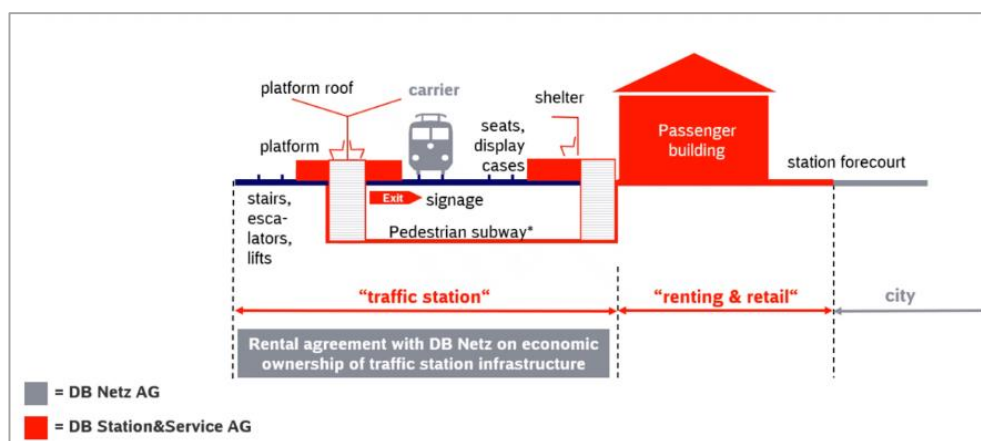 platform roof
carrier
shelter
platform
seats,
display
cases
Passenger
building
station forecourt
Exit
signage
stairs,
esca-
lators,
lifts
Pedestrian subway*
“traffic station“
“renting & retail“
city
Rental agreement with DB Netz on economic
ownership of traffic station infrastructure
= DB Netz AG
= DB Station&Service AG